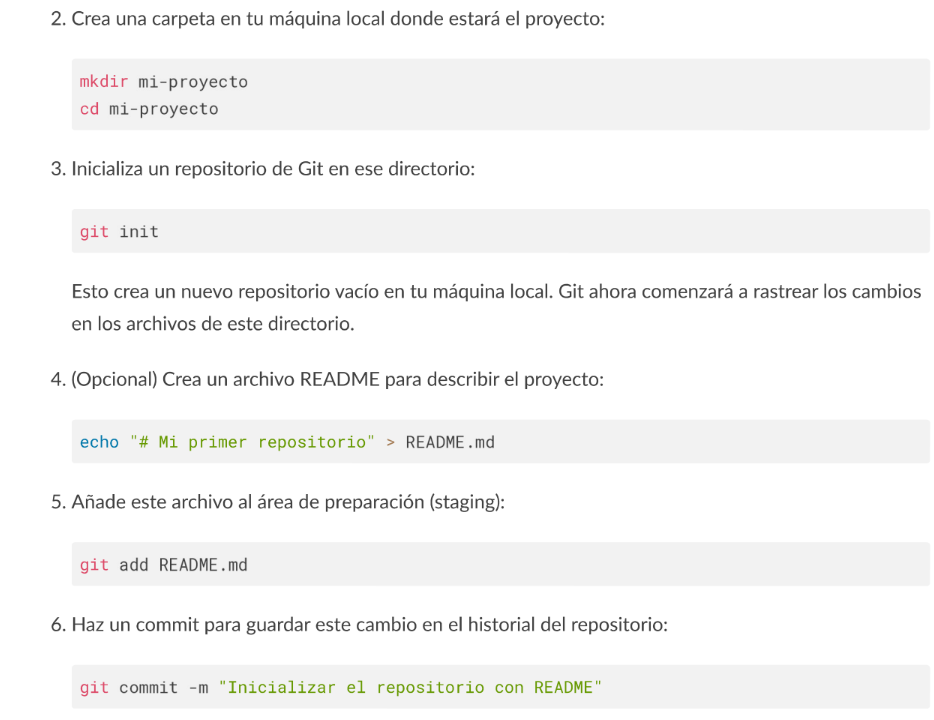 2. Crea una carpeta en tu máquina local donde estará el proyecto:
mkdir mi-proyecto
cd mi-proyecto
3. Inicializa un repositorio de Git en ese directorio:
git init
Esto crea un nuevo repositorio vacío en tu máquina local. Git ahora comenzará a rastrear los cambios
en los archivos de este directorio.
4. (Opcional) Crea un archivo README para describir el proyecto:
echo "# Mi primer repositorio" > README.md
5. Añade este archivo al área de preparación (staging):
git add README.md
6. Haz un commit para guardar este cambio en el historial del repositorio:
git commit -m "Inicializar el repositorio con README"